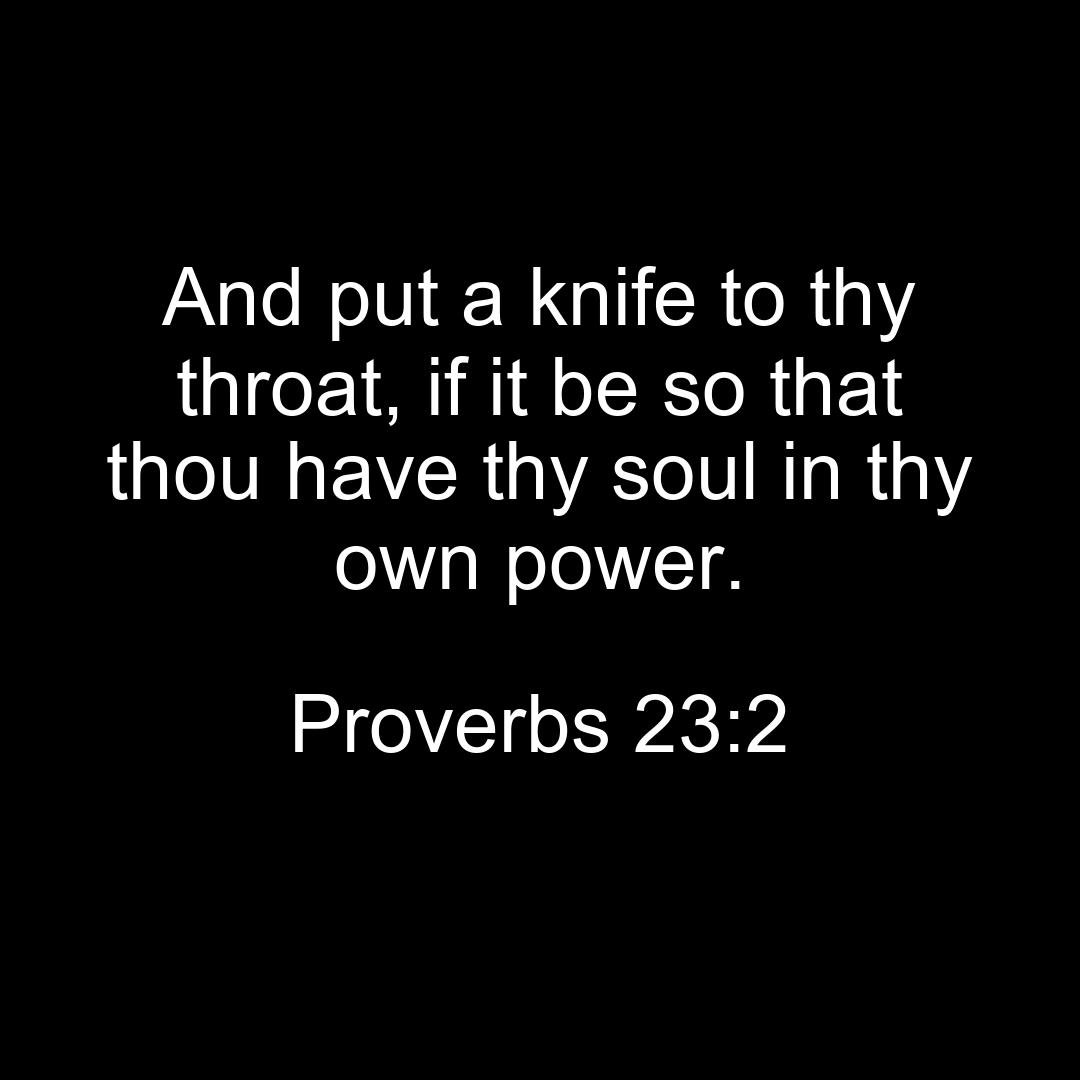 And put a knife to thy
throat, if it be so that
thou have thy soul in thy
own power.
Proverbs 23:2